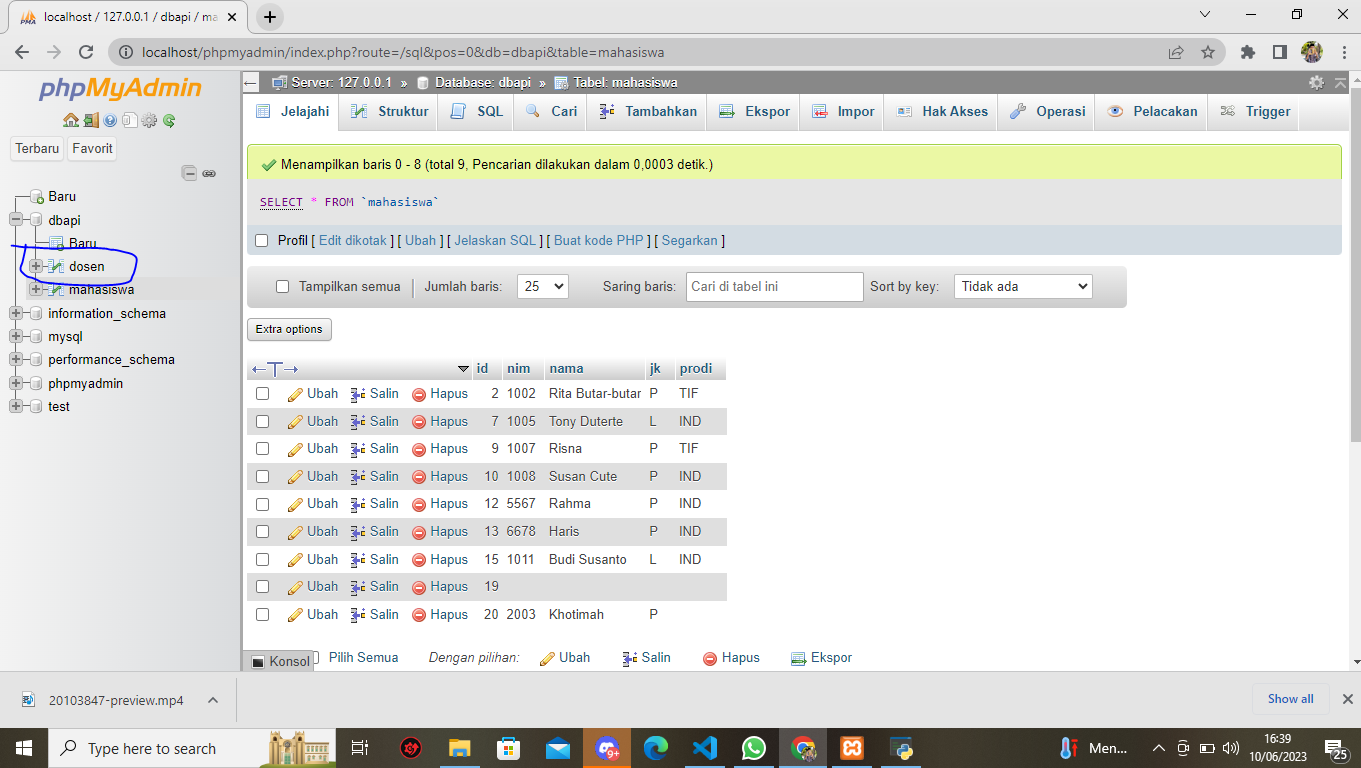 localhost / 127.0.0.1 / dbapi / ma
localhost/phpmyadmin/index.php?route=/sql&pos=0&db=dbapi&table=mahasiswa
phpMyAdmin
Terbaru Favorit
Baru
dbapi
Baru
dosen
mahasiswa
information_schema
mysql
performance_schema
phpmyadmin
test
Server: 127.0.0.1 » Database: dbapi » Tabel: mahasiswa
Jelajahi Struktur SQL Cari Tambahkan Ekspor Impor Hak Akses Operasi Pelacakan Trigger
Menampilkan baris 0 - 8 (total 9, Pencarian dilakukan dalam 0,0003 detik.)
SELECT * FROM `mahasiswa`
Profil [ Edit dikotak ] [ Ubah ] [ Jelaskan SQL ] [ Buat kode PHP ] [ Segarkan ]
Tampilkan semua Jumlah baris: 25 Saring baris: Cari di tabel ini Sort by key: Tidak ada
Extra options
←T→ id nim nama jk prodi
Ubah Salin Hapus 2 1002 Rita Butar-butar P TIF
Ubah Salin Hapus 7 1005 Tony Duterte L IND
Ubah Salin Hapus 9 1007 Risna P TIF
Ubah Salin Hapus 10 1008 Susan Cute P IND
Ubah Salin Hapus 12 5567 Rahma P IND
Ubah Salin Hapus 13 6678 Haris P IND
Ubah Salin Hapus 15 1011 Budi Susanto L IND
Ubah Salin Hapus 19
Ubah Salin Hapus 20 2003 Khotimah P
Konsol Pilih Semua Dengan pilihan: Ubah Salin Hapus Ekspor
20103847-preview.mp4 Show all
Type here to search 9+ Men... 16:39
10/06/2023 25